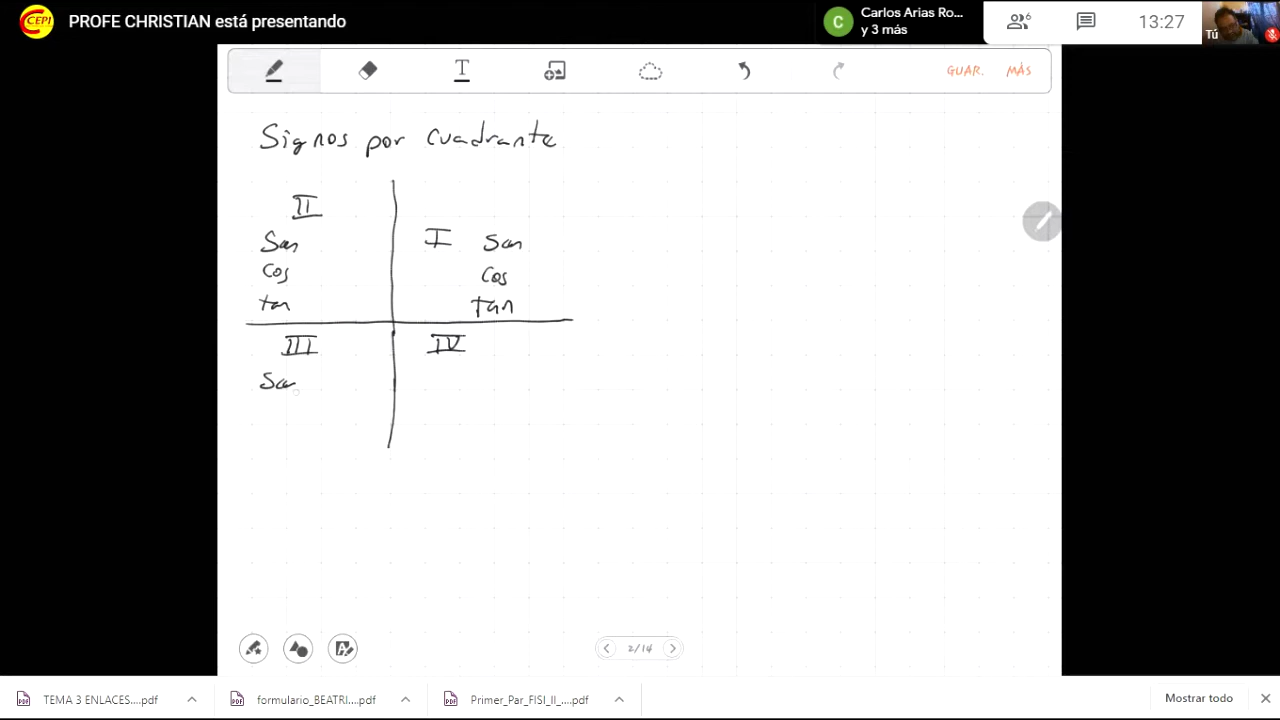 CEPI
PROFE CHRISTIAN está presentando
C
Carlos Arias Ro...
y 3 más
6
13:27
Tú
T
GUAR.
MÁS
Signos por cuadrante
II
Sen
Cos
tan
I Sen
Cos
tan
III
Sen
IV
2/14
A
TEMA 3 ENLACES....pdf
formulario_BEATRI....pdf
Primer_Par_FISI_II_....pdf
Mostrar todo